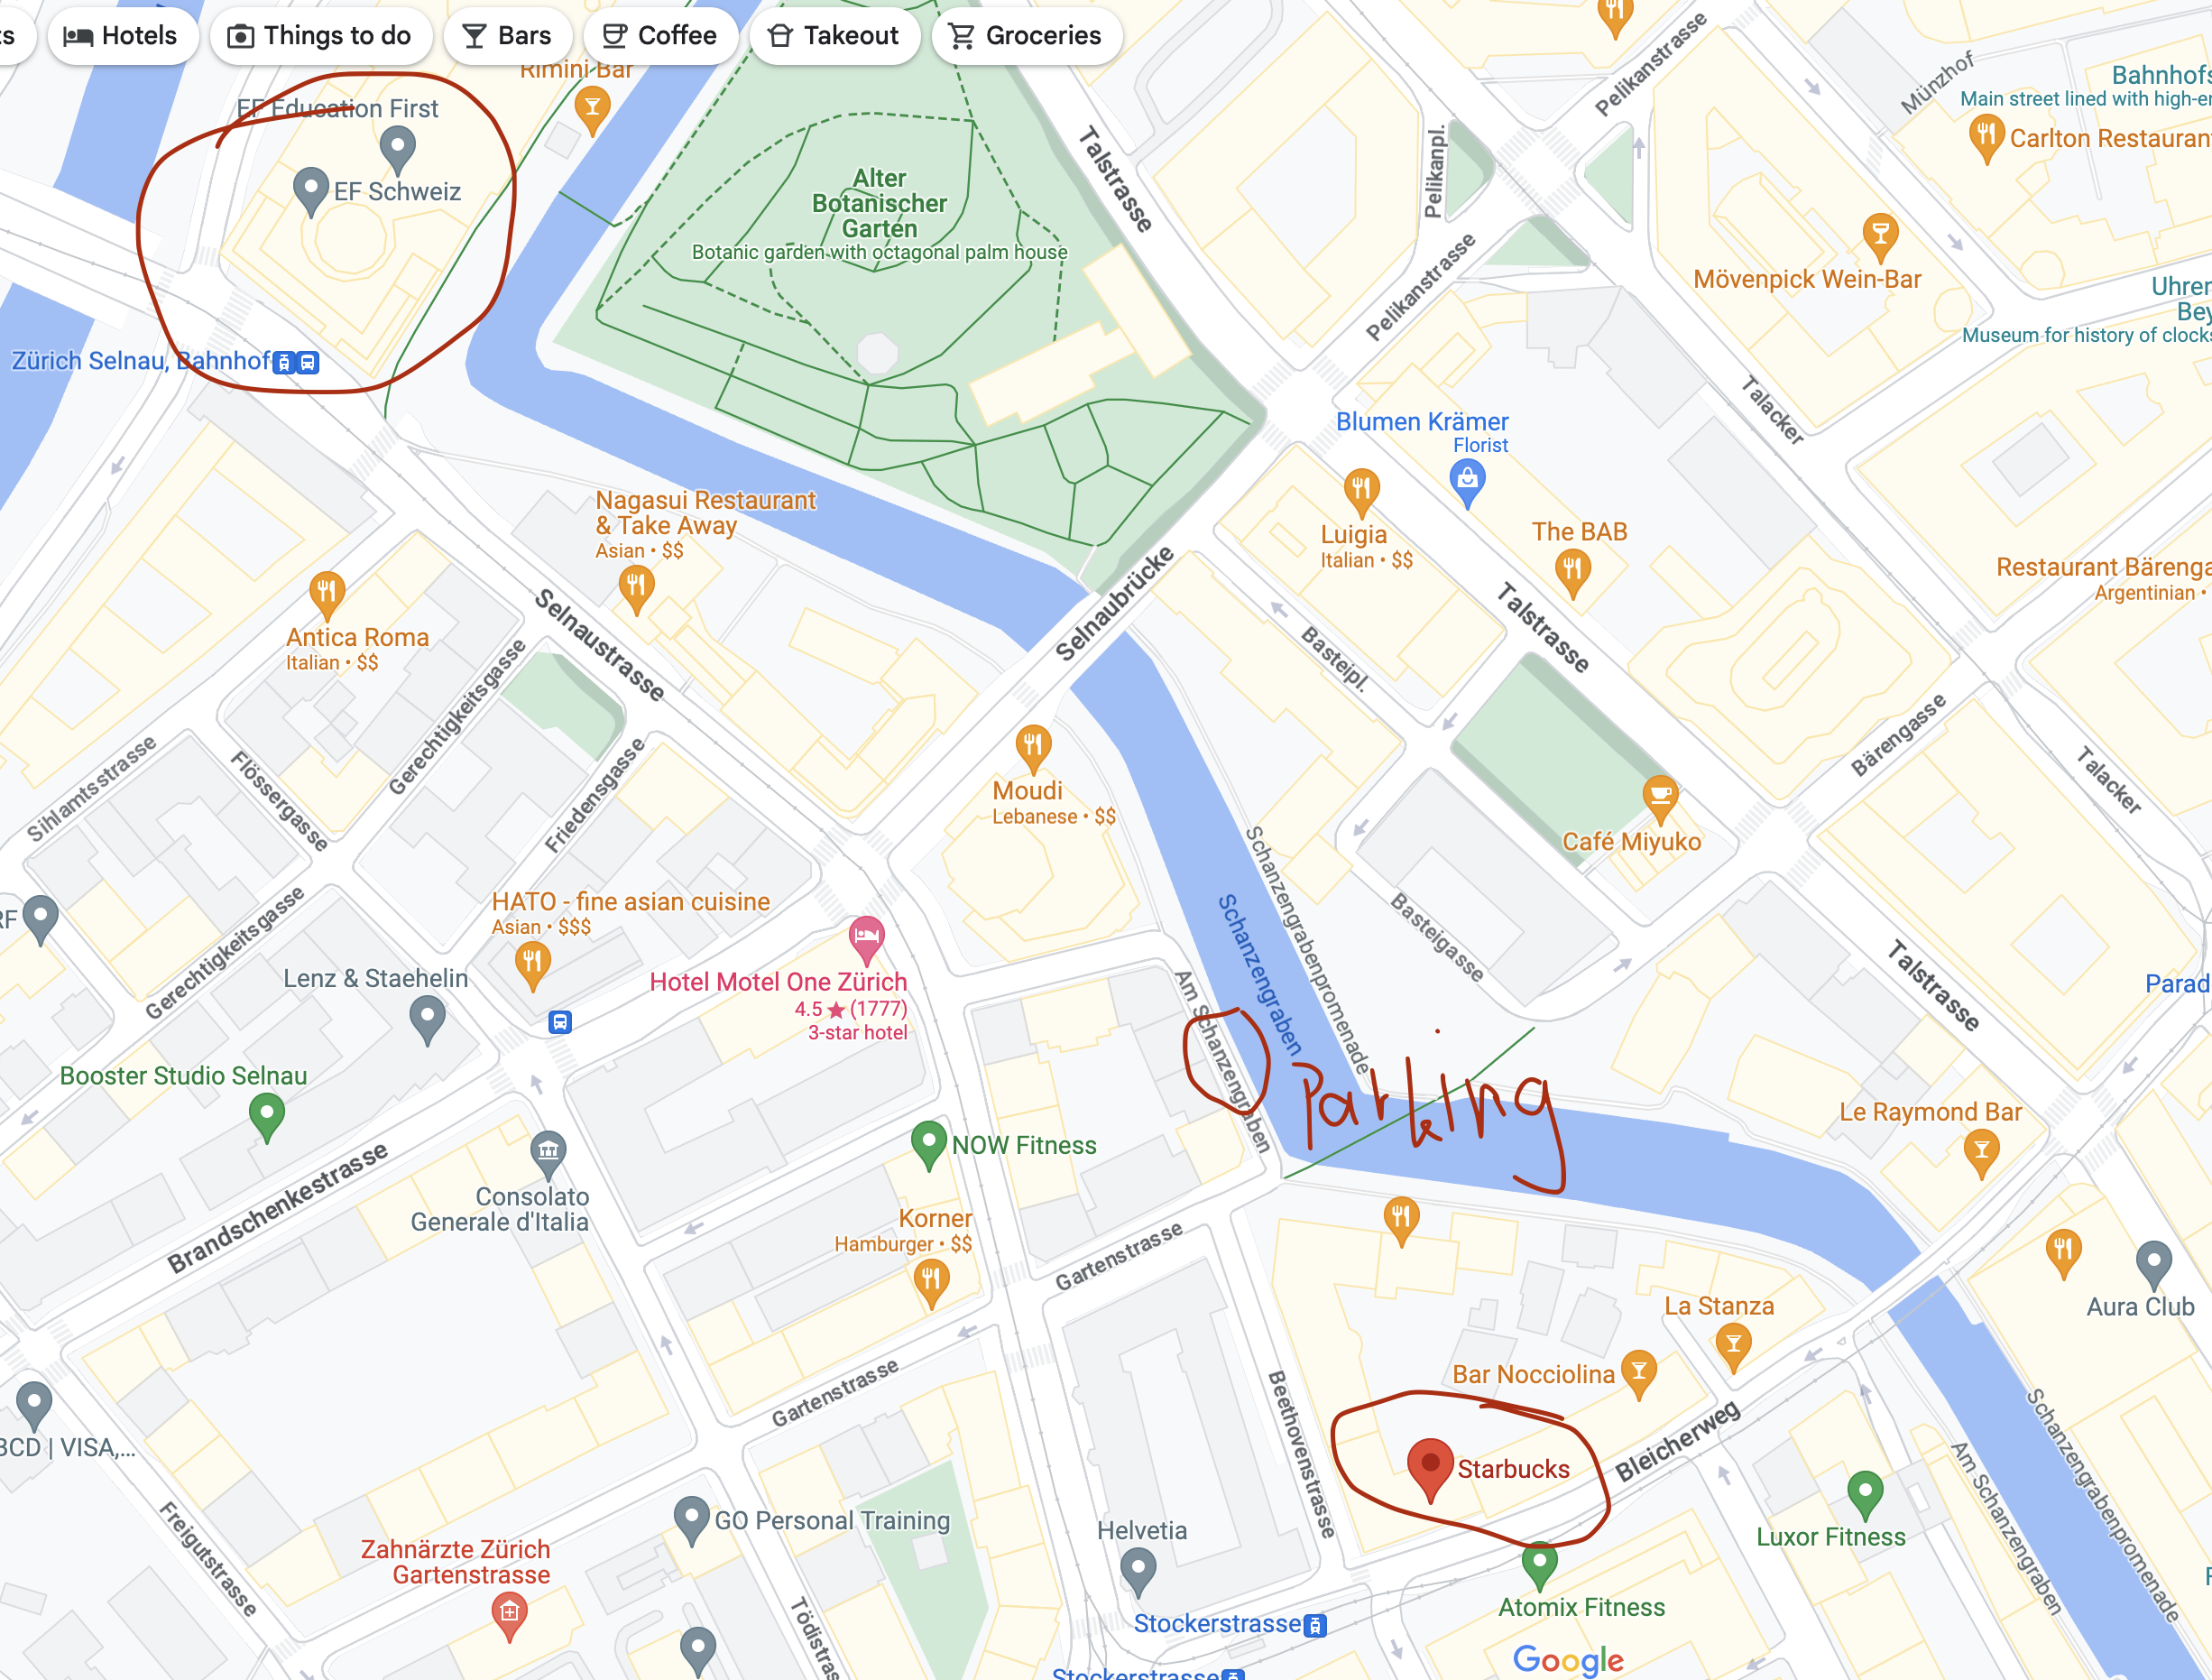 Hotels
Things to do
Bars
Coffee
Takeout
Groceries
Rimini Bar
EF Education First
EF Schweiz
Zürich Selnau, Bahnhof
Alter
Botanischer
Garten
Botanic garden with octagonal palm house
Talstrasse
Pelikanpl.
Pelikanstrasse
Pelikanstrasse
Münzhof
Main street lined with high-e
Carlton Restaurant
Mövenpick Wein-Bar
Museum for history of clocks
Talacker
Blumen Krämer
Florist
Nagasui Restaurant
& Take Away
Asian • $$
Luigia
Italian • $$
The BAB
Talstrasse
Antica Roma
Italian • $$
Selnaustrasse
Selnaubrücke
Basteipl.
Restaurant Bärenga
Argentinian •
Bärengasse
Talacker
Sihlamtsstrasse
Flössergasse
Gerechtigkeitsgasse
Friedensgasse
Moudi
Lebanese • $$
Café Miyuko
Schanzengrabenpromenade
Schanzengraben
Basteigasse
Talstrasse
RF
HATO - fine asian cuisine
Asian • $$$
Gerechtigkeitsgasse
Lenz & Staehelin
Hotel Motel One Zürich
4.5 ★ (1777)
3-star hotel
Am Schanzengraben
Parad
Parking
Booster Studio Selnau
NOW Fitness
Le Raymond Bar
Brandschenkestrasse
Consolato
Generale d'Italia
Korner
Hamburger • $$
Gartenstrasse
Gartenstrasse
La Stanza
Aura Club
Bar Nocciolina
Beethovenstrasse
Starbucks
Bleicherweg
BCD | VISA,...
Freigutstrasse
GO Personal Training
Helvetia
Luxor Fitness
Am Schanzengraben
Schanzengrabenpromenade
Zahnärzte Zürich
Gartenstrasse
Atomix Fitness
Stockerstrasse
Tödistras
Google
Stockerstrasse